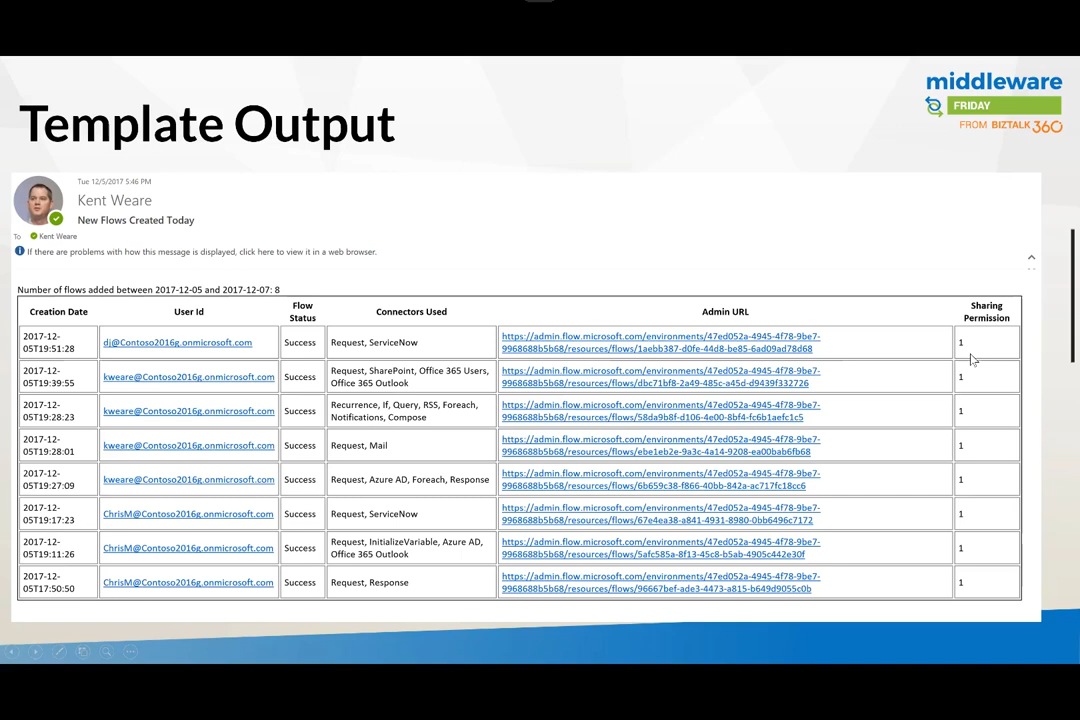 middleware
FRIDAY
FROM BIZTALK360
Template Output
Tue 12/5/2017 5:46 PM
Kent Weare
New Flows Created Today
To Kent Weare
If there are problems with how this message is displayed, click here to view it in a web browser.
Number of flows added between 2017-12-05 and 2017-12-07: 8
Creation Date User Id Flow Status Connectors Used Admin URL Sharing Permission
2017-12-05T19:51:28 dj@Contoso2016g.onmicrosoft.com Success Request, ServiceNow https://admin.flow.microsoft.com/environments/47ed052a-4945-4f78-9be7-9968688b5b68/resources/flows/1aebb387-d0fe-44d8-be85-6ad09ad78d68 1
2017-12-05T19:39:55 kweare@Contoso2016g.onmicrosoft.com Success Request, SharePoint, Office 365 Users, Office 365 Outlook https://admin.flow.microsoft.com/environments/47ed052a-4945-4f78-9be7-9968688b5b68/resources/flows/dbc71bf8-2a49-485c-a45d-d9439f332726 1
2017-12-05T19:28:23 kweare@Contoso2016g.onmicrosoft.com Success Recurrence, If, Query, RSS, Foreach, Notifications, Compose https://admin.flow.microsoft.com/environments/47ed052a-4945-4f78-9be7-9968688b5b68/resources/flows/58da9b8f-d106-4e00-8bf4-fc6b1aefc1c5 1
2017-12-05T19:28:01 kweare@Contoso2016g.onmicrosoft.com Success Request, Mail https://admin.flow.microsoft.com/environments/47ed052a-4945-4f78-9be7-9968688b5b68/resources/flows/ebe1eb2e-9a3c-4a14-9208-ea00bab6fb68 1
2017-12-05T19:27:09 kweare@Contoso2016g.onmicrosoft.com Success Request, Azure AD, Foreach, Response https://admin.flow.microsoft.com/environments/47ed052a-4945-4f78-9be7-9968688b5b68/resources/flows/6b659c38-f866-40bb-842a-ac717fc18cc6 1
2017-12-05T19:17:23 ChrisM@Contoso2016g.onmicrosoft.com Success Request, ServiceNow https://admin.flow.microsoft.com/environments/47ed052a-4945-4f78-9be7-9968688b5b68/resources/flows/67e4ea38-a841-4931-8980-0bb6496c7172 1
2017-12-05T19:11:26 ChrisM@Contoso2016g.onmicrosoft.com Success Request, InitializeVariable, Azure AD, Office 365 Outlook https://admin.flow.microsoft.com/environments/47ed052a-4945-4f78-9be7-9968688b5b68/resources/flows/5afc585a-8f13-45c8-b5ab-4905c442e30f 1
2017-12-05T17:50:50 ChrisM@Contoso2016g.onmicrosoft.com Success Request, Response https://admin.flow.microsoft.com/environments/47ed052a-4945-4f78-9be7-9968688b5b68/resources/flows/96667bef-ade3-4473-a815-b649d9055c0b 1